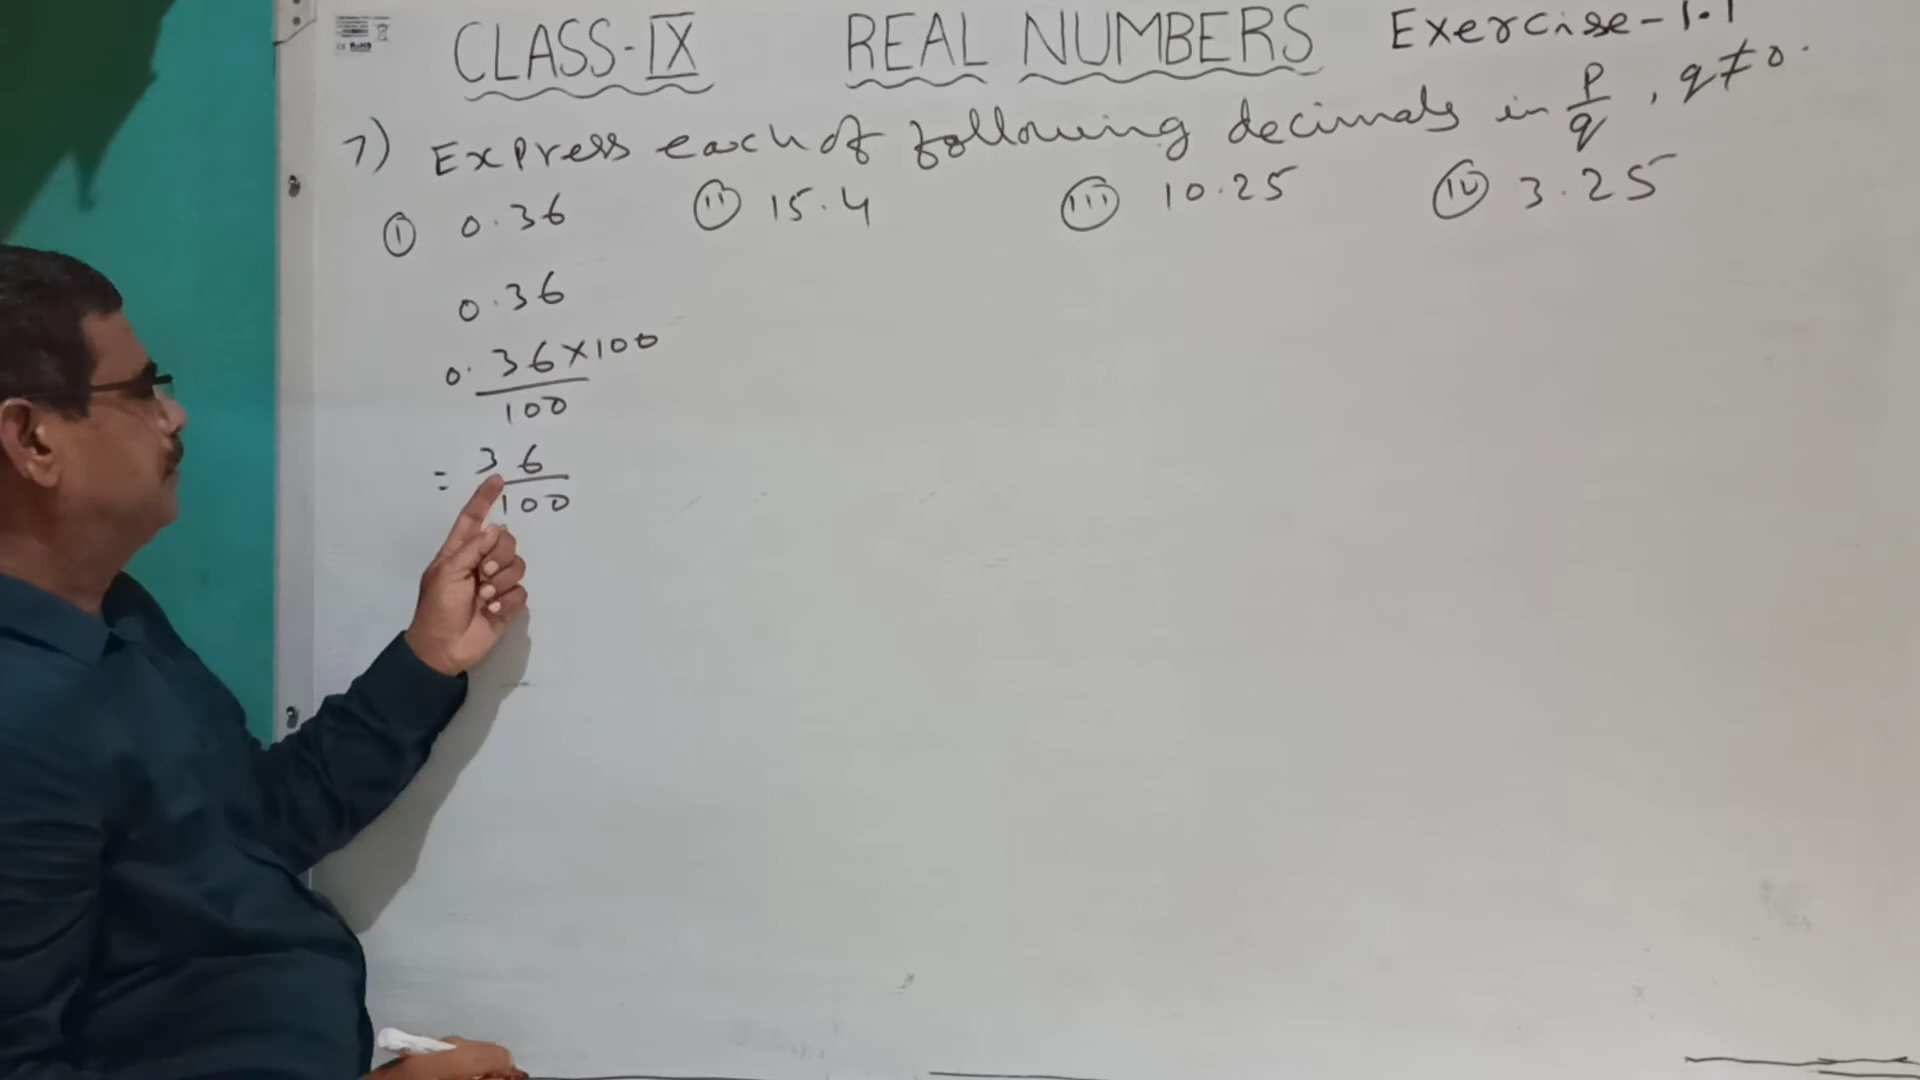 CLASS-IX REAL NUMBERS Exercise-1.1
7) Express each of following decimals in p/q, q≠0.
(i) 0.36 (ii) 15.4 (iii) 10.25 (iv) 3.25
0.36
0.36×100
100
= 36
100